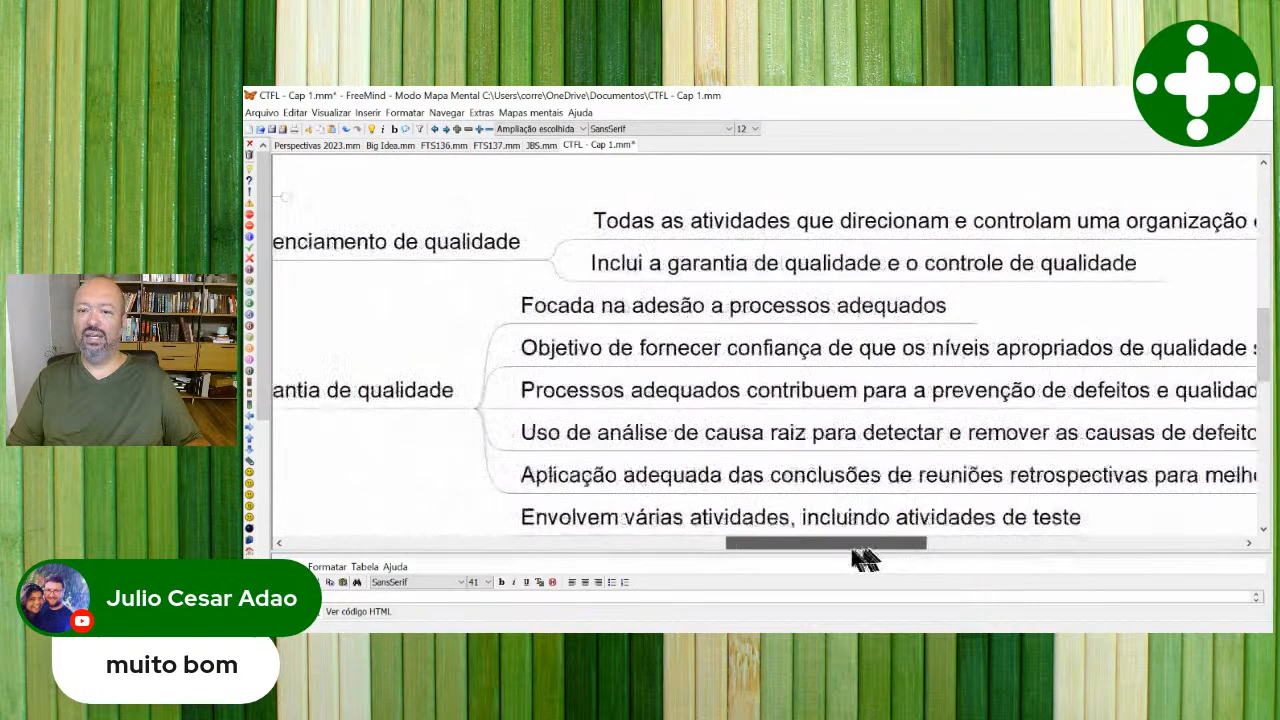 CTFL - Cap 1.mm* - FreeMind - Modo Mapa Mental C:\Users\corre\OneDrive\Documentos\CTFL - Cap 1.mm
Arquivo Editar Visualizar Inserir Formatar Navegar Extras Mapas mentais Ajuda
Ampliação escolhida SansSerif 12
Perspectivas 2023.mm Big Idea.mm FTS136.mm FTS137.mm JBS.mm CTFL - Cap 1.mm*
Todas as atividades que direcionam e controlam uma organização
enciamento de qualidade
Inclui a garantia de qualidade e o controle de qualidade
Focada na adesão a processos adequados
Objetivo de fornecer confiança de que os níveis apropriados de qualidade
antia de qualidade
Processos adequados contribuem para a prevenção de defeitos e qualidad
Uso de análise de causa raiz para detectar e remover as causas de defeito
Aplicação adequada das conclusões de reuniões retrospectivas para melh
Envolvem várias atividades, incluindo atividades de teste
Formatar Tabela Ajuda
SansSerif 41
Ver código HTML
Julio Cesar Adao
muito bom